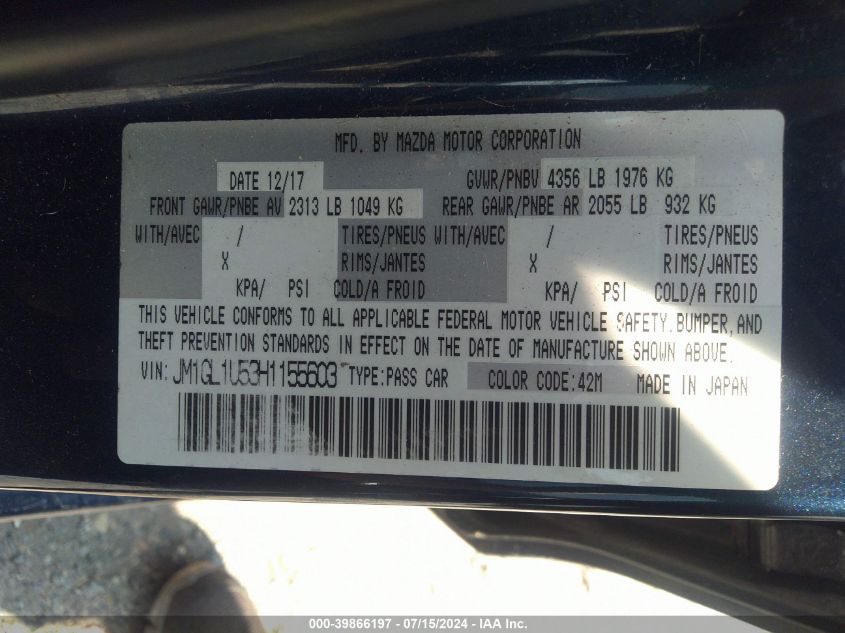 MFD. BY MAZDA MOTOR CORPORATION
DATE 12/17 GVWR/PNBV 4356 LB 1976 KG
FRONT GAWR/PNBE AV 2313 LB 1049 KG REAR GAWR/PNBE AR 2055 LB 932 KG
WITH/AVEC / TIRES/PNEUS WITH/AVEC / TIRES/PNEUS
X RIMS/JANTES X RIMS/JANTES
KPA/ PSI COLD/A FROID KPA/ PSI COLD/A FROID
THIS VEHICLE CONFORMS TO ALL APPLICABLE FEDERAL MOTOR VEHICLE SAFETY, BUMPER, AND
THEFT PREVENTION STANDARDS IN EFFECT ON THE DATE OF MANUFACTURE SHOWN ABOVE.
VIN: JM1GL1U53H1155603 TYPE:PASS CAR COLOR CODE:42M MADE IN JAPAN
000-39866197 - 07/15/2024 - IAA Inc.